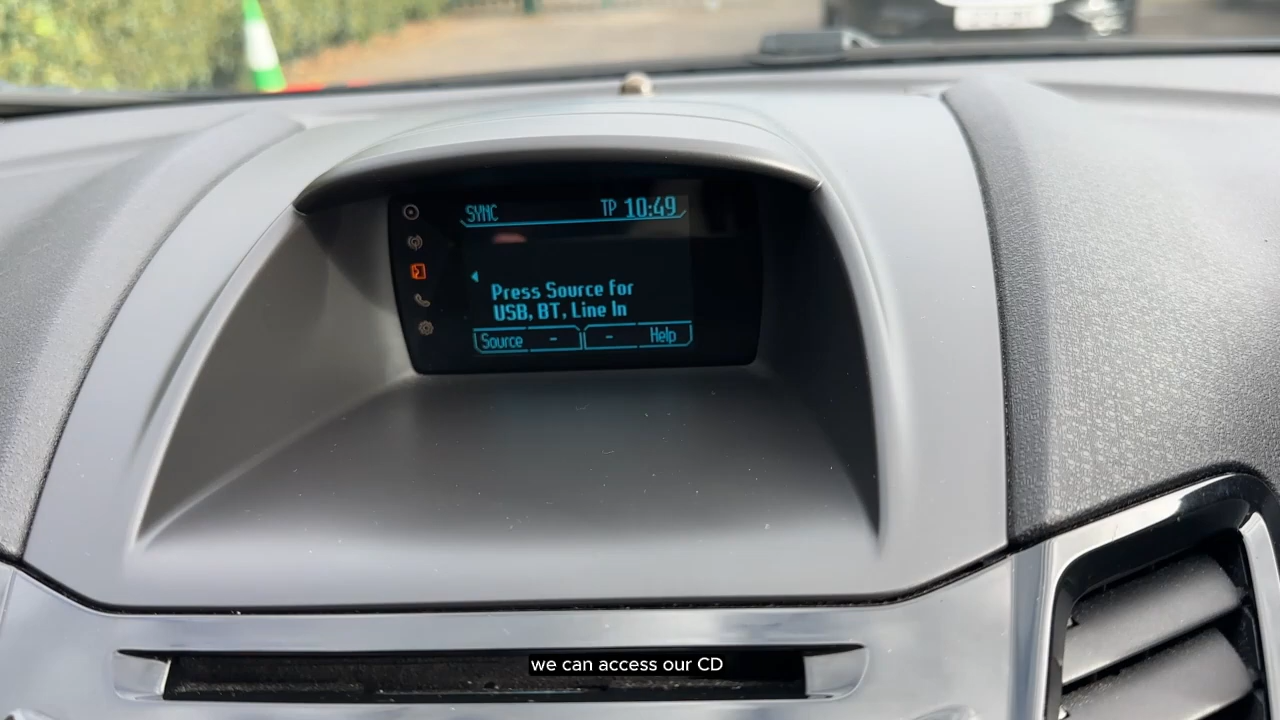 SYNC TP 10:49
Press Source for
USB, BT, Line In
Source - - Help
we can access our CD